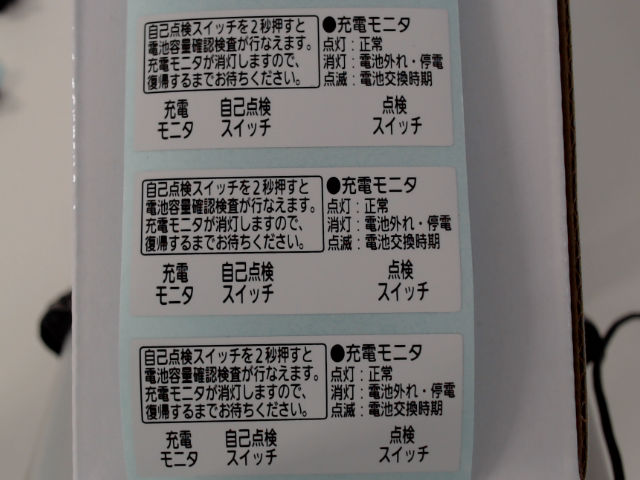 自己点検スイッチを2秒押すと
電池容量確認検査が行なえます。
充電モニタが消灯しますので、
復帰するまでお待ちください。
●充電モニタ
点灯：正常
消灯：電池外れ・停電
点滅：電池交換時期
充電
モニタ
自己点検
スイッチ
点検
スイッチ
自己点検スイッチを2秒押すと
電池容量確認検査が行なえます。
充電モニタが消灯しますので、
復帰するまでお待ちください。
●充電モニタ
点灯：正常
消灯：電池外れ・停電
点滅：電池交換時期
充電
モニタ
自己点検
スイッチ
点検
スイッチ
自己点検スイッチを2秒押すと
電池容量確認検査が行なえます。
充電モニタが消灯しますので、
復帰するまでお待ちください。
●充電モニタ
点灯：正常
消灯：電池外れ・停電
点滅：電池交換時期
充電
モニタ
自己点検
スイッチ
点検
スイッチ